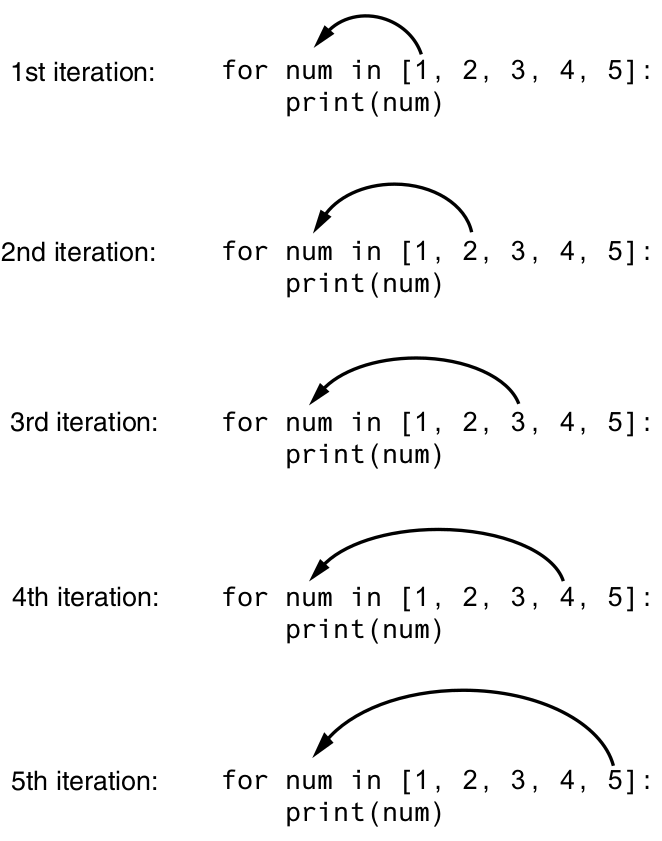 1st iteration: for num in [1, 2, 3, 4, 5]:
print(num)
2nd iteration: for num in [1, 2, 3, 4, 5]:
print(num)
3rd iteration: for num in [1, 2, 3, 4, 5]:
print(num)
4th iteration: for num in [1, 2, 3, 4, 5]:
print(num)
5th iteration: for num in [1, 2, 3, 4, 5]:
print(num)